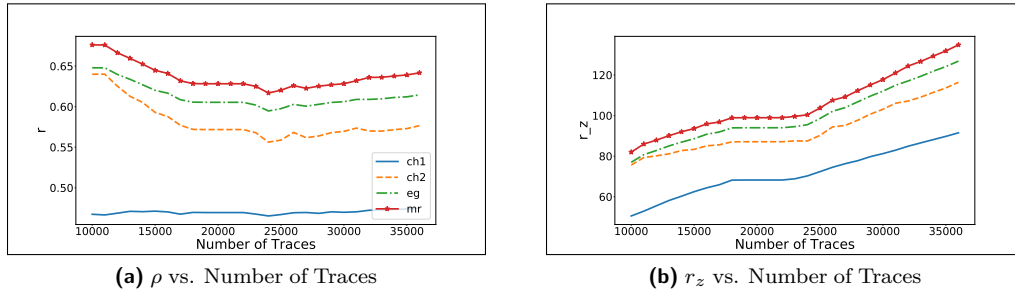 0.65
0.60
0.55
0.50
r
ch1
ch2
eg
mr
10000 15000 20000 25000 30000 35000
Number of Traces
(a) ρ vs. Number of Traces
120
100
80
60
r_z
10000 15000 20000 25000 30000 35000
Number of Traces
(b) r_z vs. Number of Traces